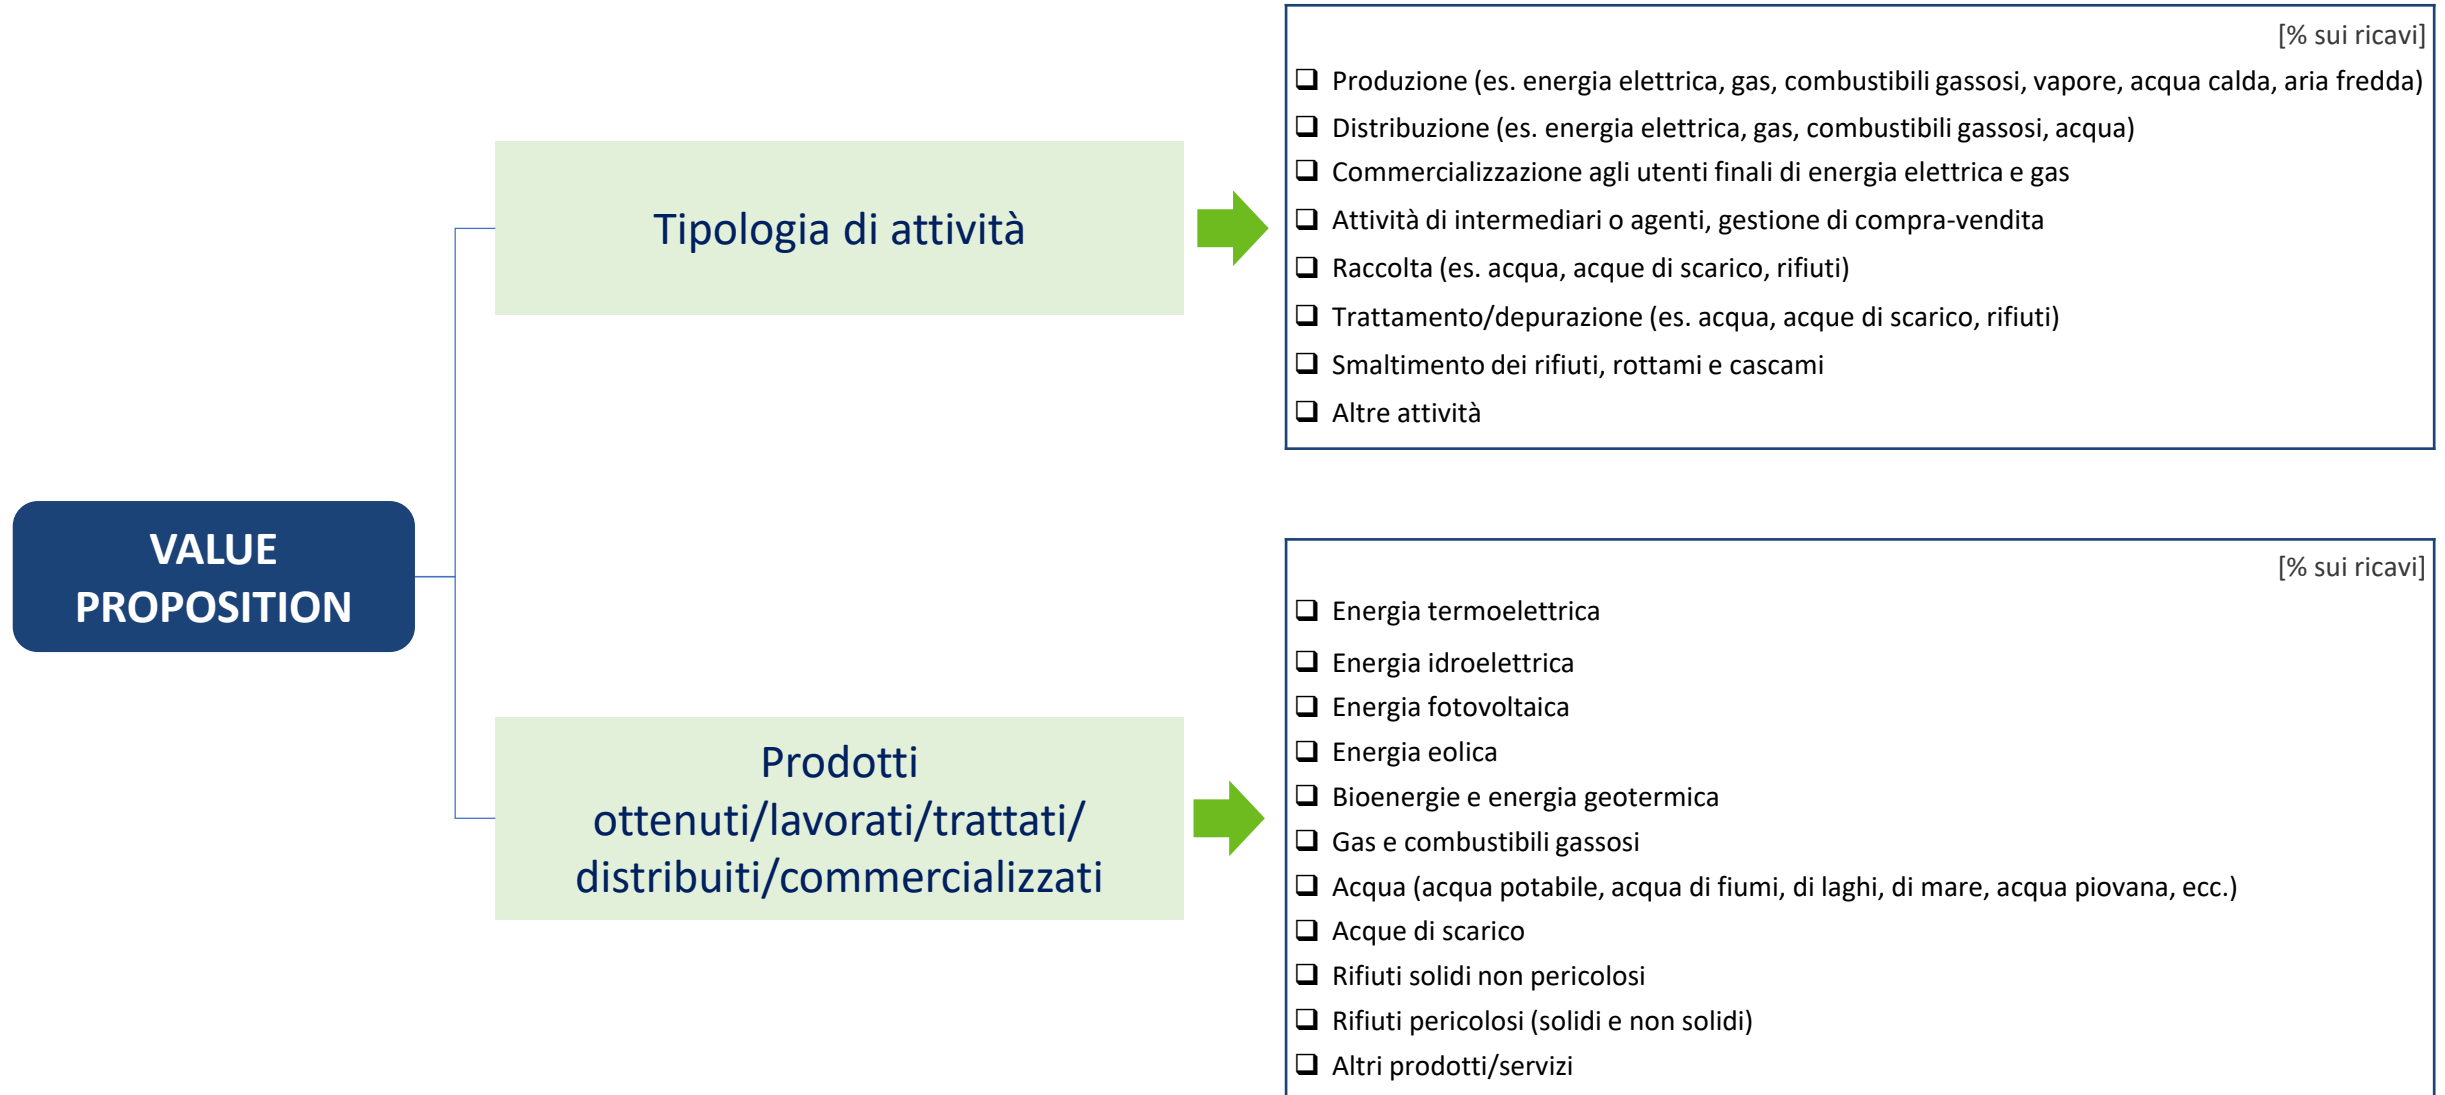 VALUE
PROPOSITION
Tipologia di attività
[% sui ricavi]
❑ Produzione (es. energia elettrica, gas, combustibili gassosi, vapore, acqua calda, aria fredda)
❑ Distribuzione (es. energia elettrica, gas, combustibili gassosi, acqua)
❑ Commercializzazione agli utenti finali di energia elettrica e gas
❑ Attività di intermediari o agenti, gestione di compra-vendita
❑ Raccolta (es. acqua, acque di scarico, rifiuti)
❑ Trattamento/depurazione (es. acqua, acque di scarico, rifiuti)
❑ Smaltimento dei rifiuti, rottami e cascami
❑ Altre attività
Prodotti
ottenuti/lavorati/trattati/
distribuiti/commercializzati
[% sui ricavi]
❑ Energia termoelettrica
❑ Energia idroelettrica
❑ Energia fotovoltaica
❑ Energia eolica
❑ Bioenergie e energia geotermica
❑ Gas e combustibili gassosi
❑ Acqua (acqua potabile, acqua di fiumi, di laghi, di mare, acqua piovana, ecc.)
❑ Acque di scarico
❑ Rifiuti solidi non pericolosi
❑ Rifiuti pericolosi (solidi e non solidi)
❑ Altri prodotti/servizi